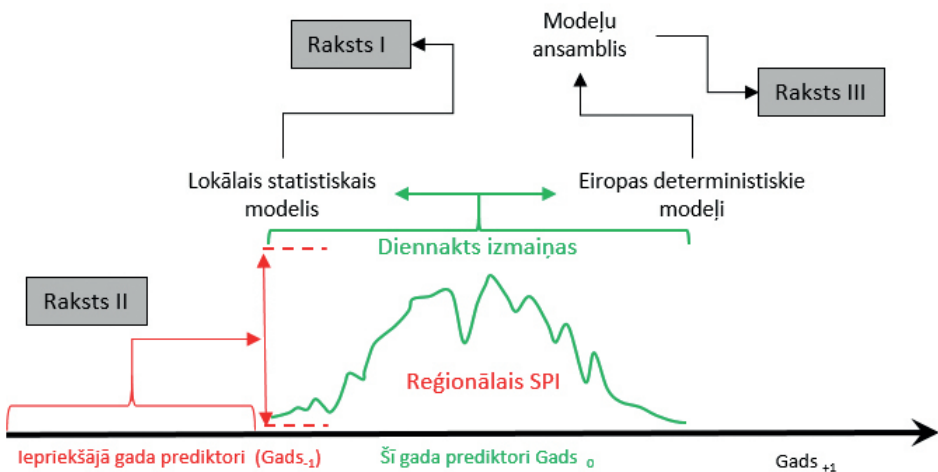 Raksts I
Modeļu
ansamblis
Raksts III
Lokālais statistiskais
modelis
Eiropas deterministiskie
modeļi
Diennakts izmaiņas
Raksts II
Reģionālais SPI
Iepriekšājā gada prediktori (Gads-1)
Šī gada prediktori Gads 0
Gads +1